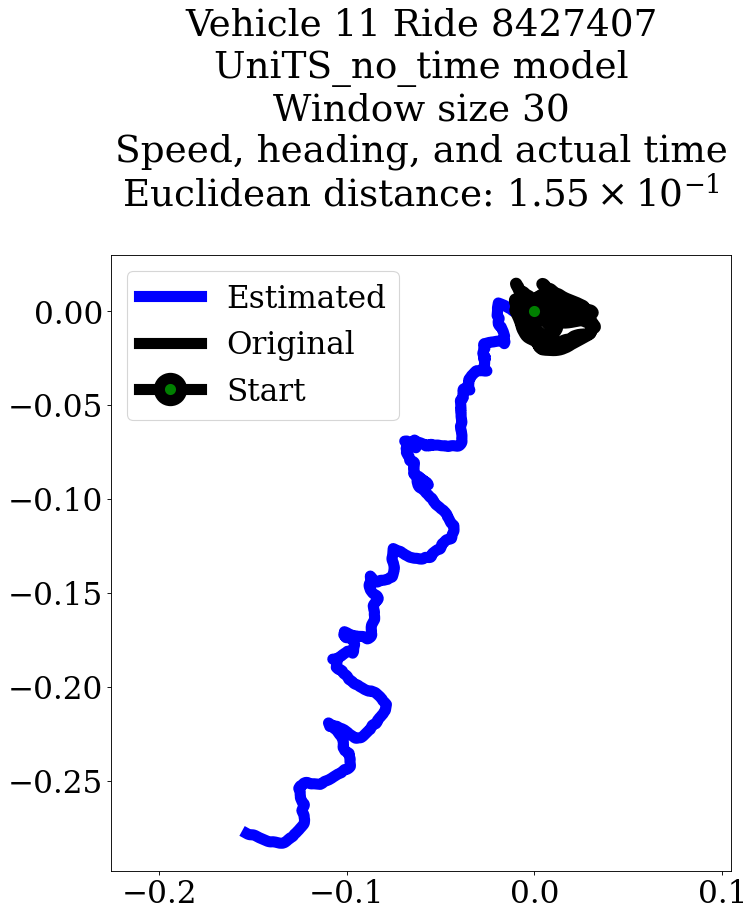 Vehicle 11 Ride 8427407
UniTS_no_time model
Window size 30
Speed, heading, and actual time
Euclidean distance: 1.55 × 10⁻¹
Estimated
Original
Start
0.00
−0.05
−0.10
−0.15
−0.20
−0.25
−0.2 −0.1 0.0 0.1